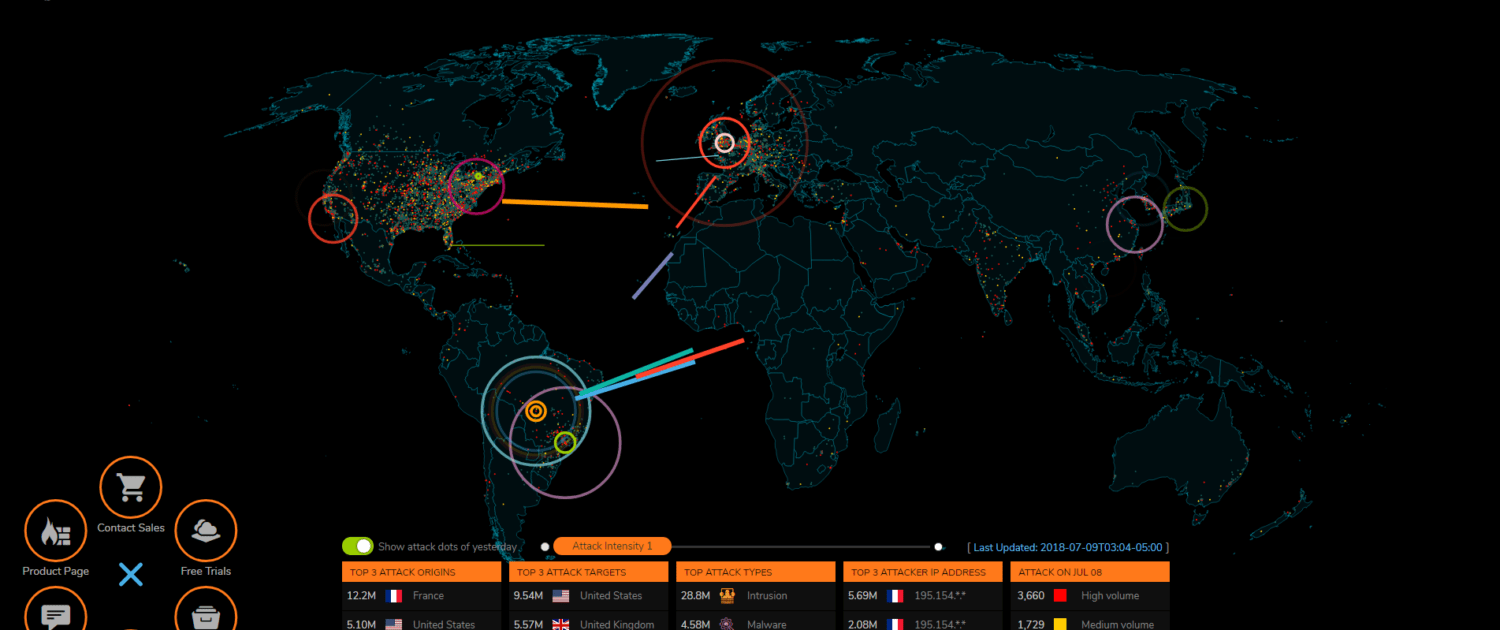 Contact Sales
Product Page
Free Trials
Show attack dots of yesterday
Attack Intensity 1
[ Last Updated: 2018-07-09T03:04-05:00 ]
TOP 3 ATTACK ORIGINS
12.2M France
5.10M United States
TOP 3 ATTACK TARGETS
9.54M United States
5.57M United Kingdom
TOP ATTACK TYPES
28.8M Intrusion
4.58M Malware
TOP 3 ATTACKER IP ADDRESS
5.69M 195.154.*.*
2.08M 195.154.*.*
ATTACK ON JUL 08
3,660 High volume
1,729 Medium volume